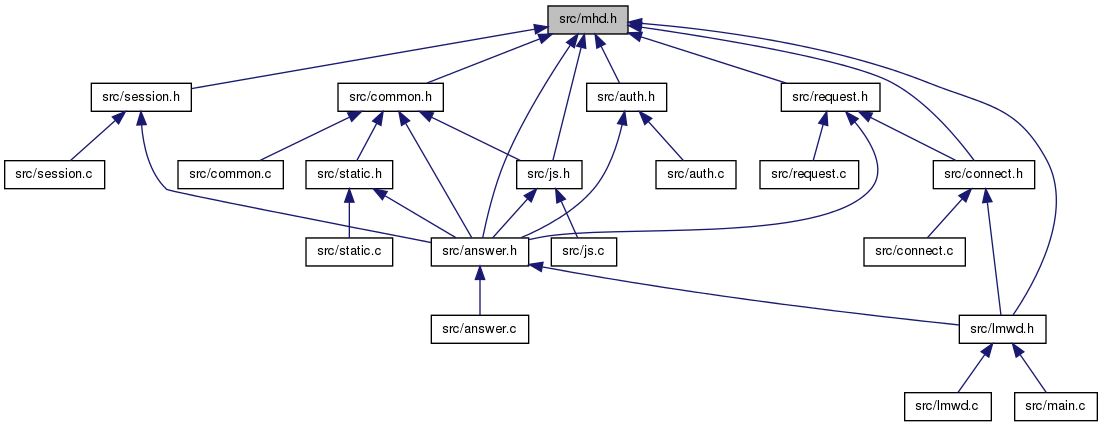 src/mhd.h
src/session.h
src/common.h
src/auth.h
src/request.h
src/session.c
src/common.c
src/static.h
src/js.h
src/auth.c
src/request.c
src/connect.h
src/static.c
src/answer.h
src/js.c
src/connect.c
src/answer.c
src/lmwd.h
src/lmwd.c
src/main.c